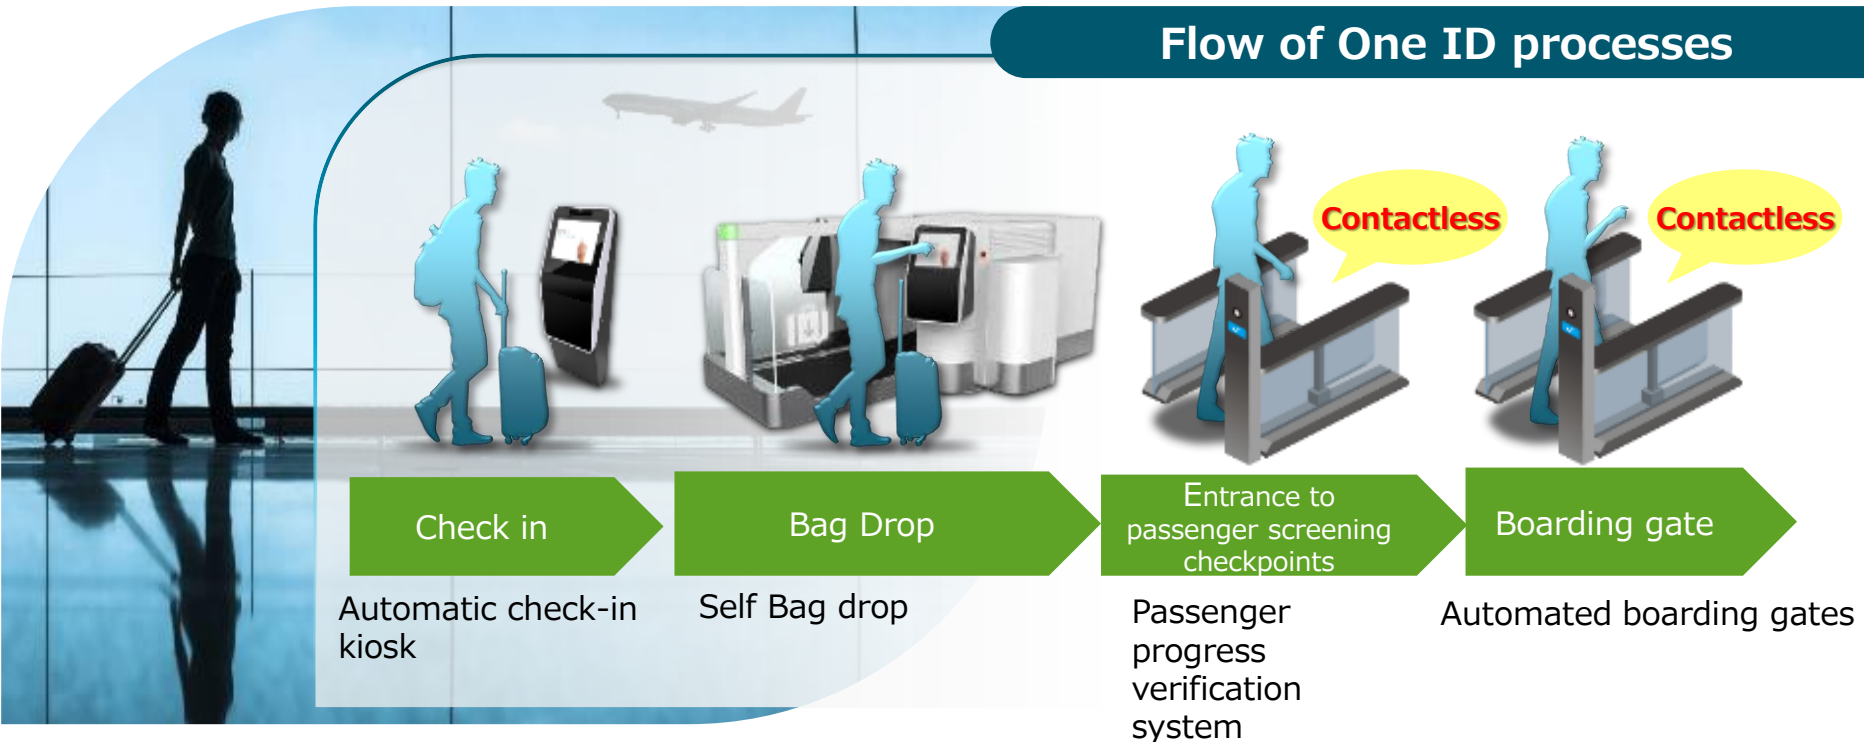 Flow of One ID processes
Contactless
Contactless
Check in
Bag Drop
Entrance to
passenger screening
checkpoints
Boarding gate
Automatic check-in
kiosk
Self Bag drop
Passenger
progress
verification
system
Automated boarding gates